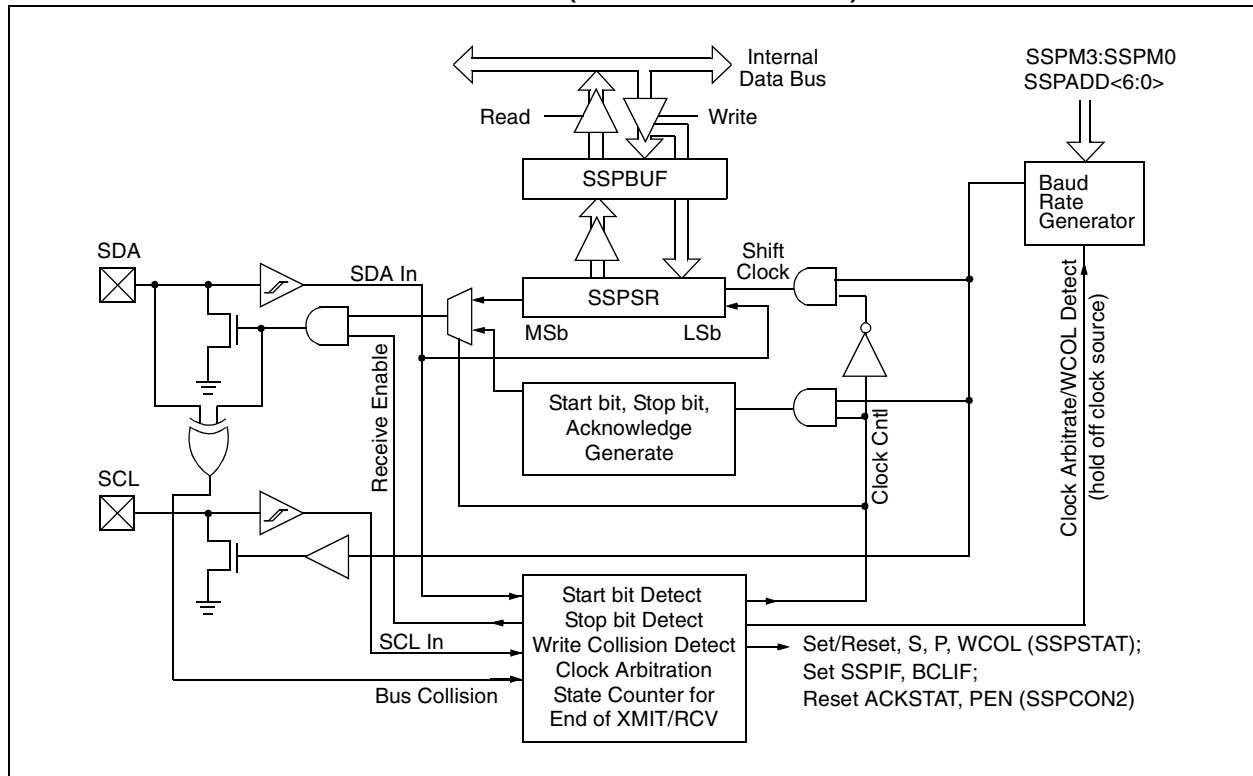 Internal
Data Bus
SSPM3:SSPM0
SSPADD<6:0>
Read
Write
SSPBUF
Baud
Rate
Generator
SDA
SDA In
Shift
Clock
SSPSR
MSb
LSb
Receive Enable
Start bit, Stop bit,
Acknowledge
Generate
Clock Cntl
Clock Arbitrate/WCOL Detect
(hold off clock source)
SCL
SCL In
Bus Collision
Start bit Detect
Stop bit Detect
Write Collision Detect
Clock Arbitration
State Counter for
End of XMIT/RCV
Set/Reset, S, P, WCOL (SSPSTAT);
Set SSPIF, BCLIF;
Reset ACKSTAT, PEN (SSPCON2)